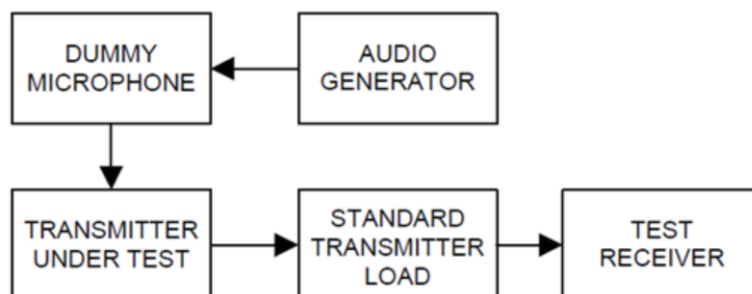 DUMMY
MICROPHONE
AUDIO
GENERATOR
TRANSMITTER
UNDER TEST
STANDARD
TRANSMITTER
LOAD
TEST
RECEIVER